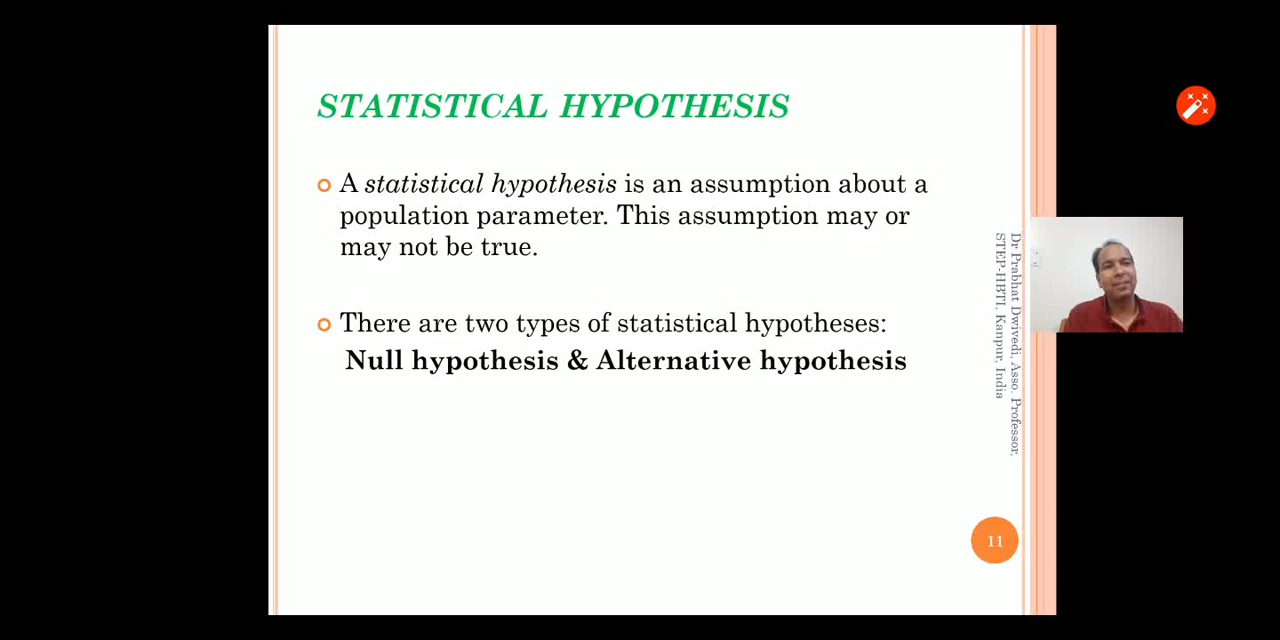 STATISTICAL HYPOTHESIS
A statistical hypothesis is an assumption about a
population parameter. This assumption may or
may not be true.
There are two types of statistical hypotheses:
Null hypothesis & Alternative hypothesis
Dr Prabhat Dwivedi, Asso. Professor,
STEP-HBTI, Kanpur, India
11